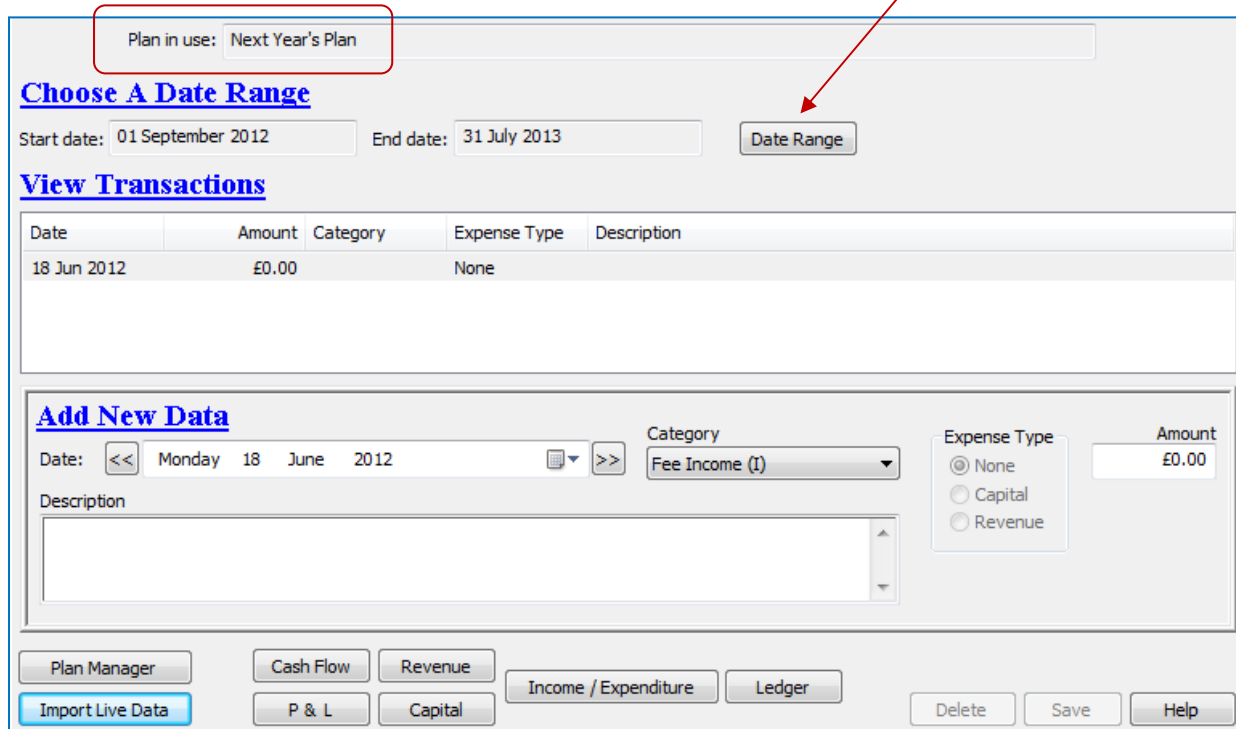 Plan in use: Next Year's Plan
Choose A Date Range
Start date: 01 September 2012 End date: 31 July 2013 Date Range
View Transactions
Date Amount Category Expense Type Description
18 Jun 2012 £0.00 None
Add New Data
Category Expense Type Amount
Date: << Monday 18 June 2012 >> Fee Income (I) None £0.00
Description Capital
Revenue
Plan Manager Cash Flow Revenue Income / Expenditure Ledger
Import Live Data P & L Capital Delete Save Help